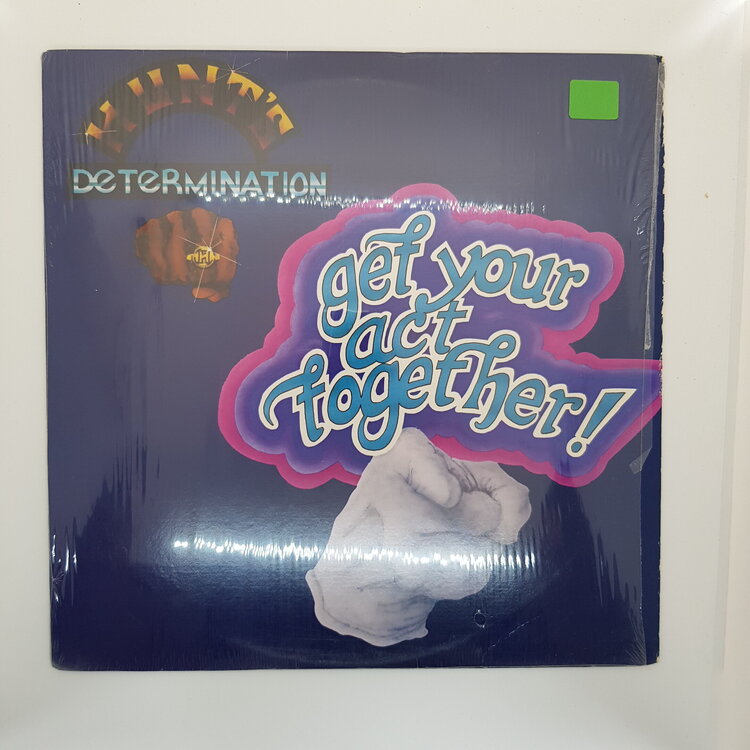 HUNT'S
DETERMINATION
get your
act
together!